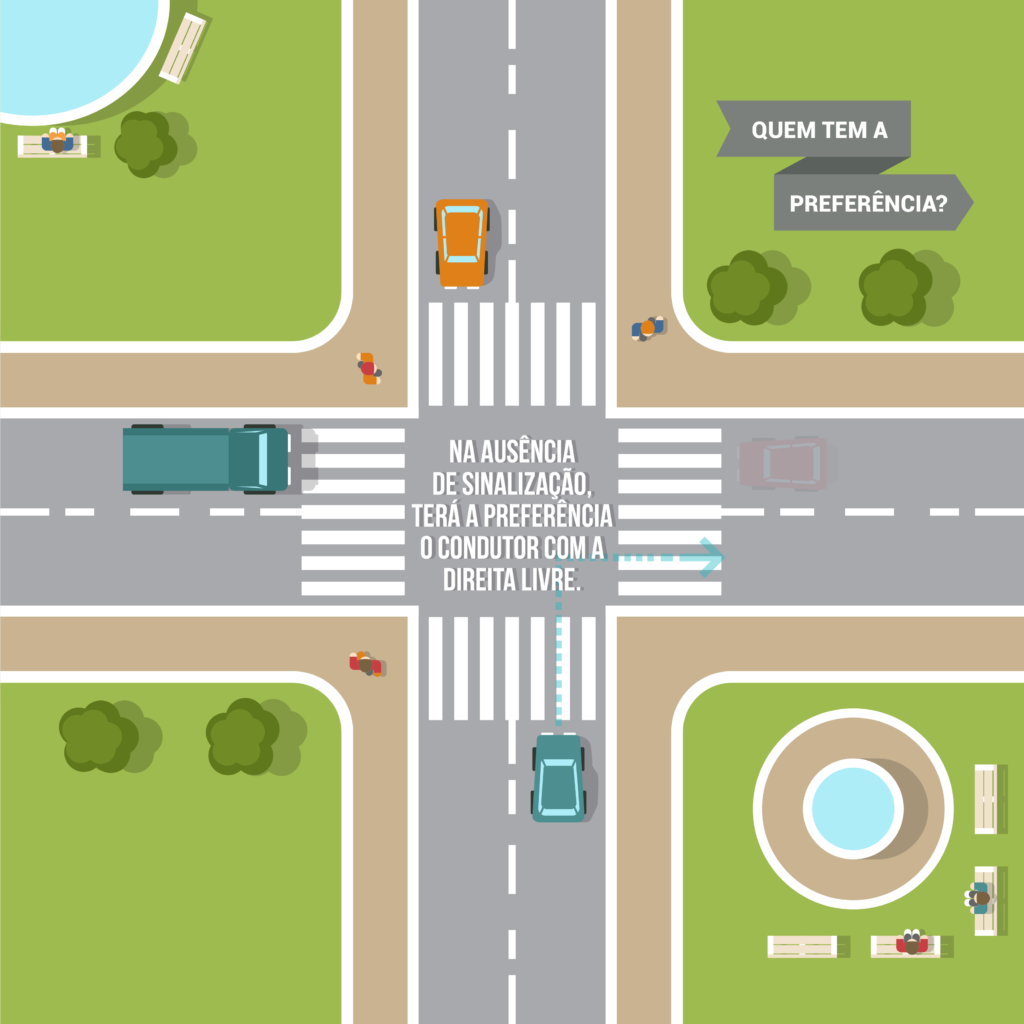 QUEM TEM A
PREFERÊNCIA?
NA AUSÊNCIA
DE SINALIZAÇÃO,
TERÁ A PREFERÊNCIA
O CONDUTOR COM A
DIREITA LIVRE.